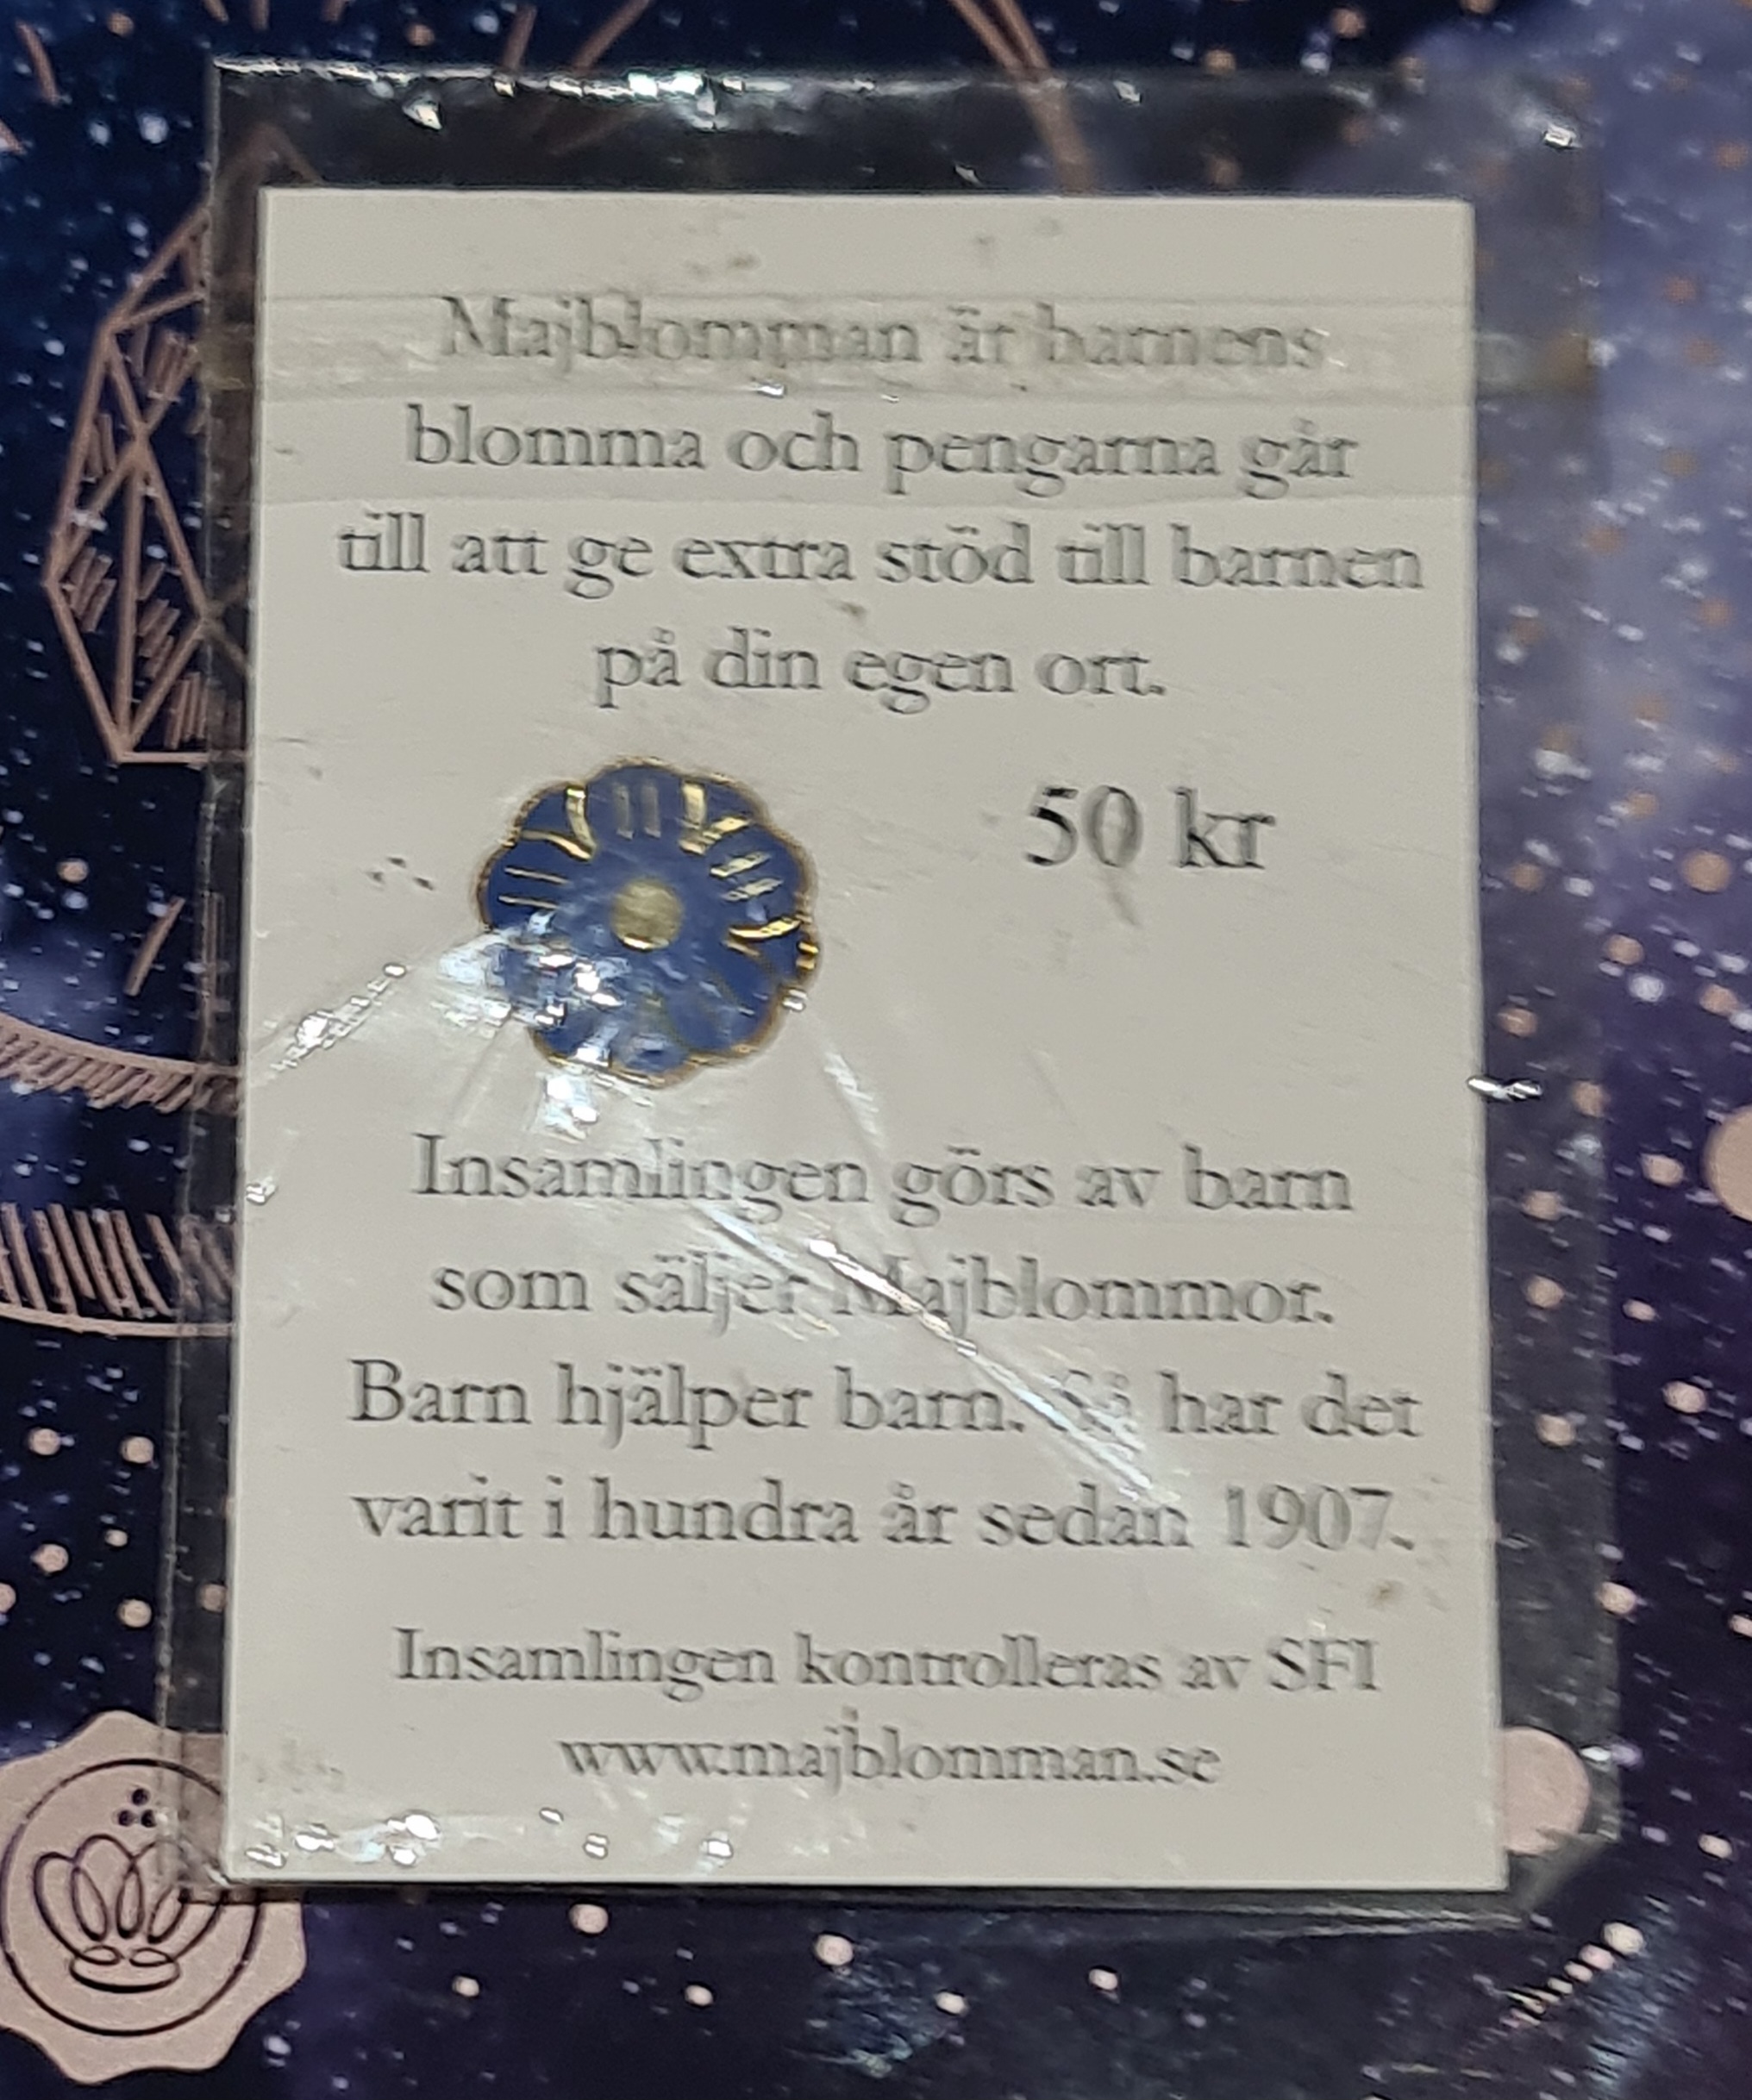 Majblomman är barnens
blomma och pengarna går
till att ge extra stöd till barnen
på din egen ort.
50 kr
Insamlingen görs av barn
som säljer Majblommor.
Barn hjälper barn. Så har det
varit i hundra år sedan 1907.
Insamlingen kontrolleras av SFI
www.majblomman.se